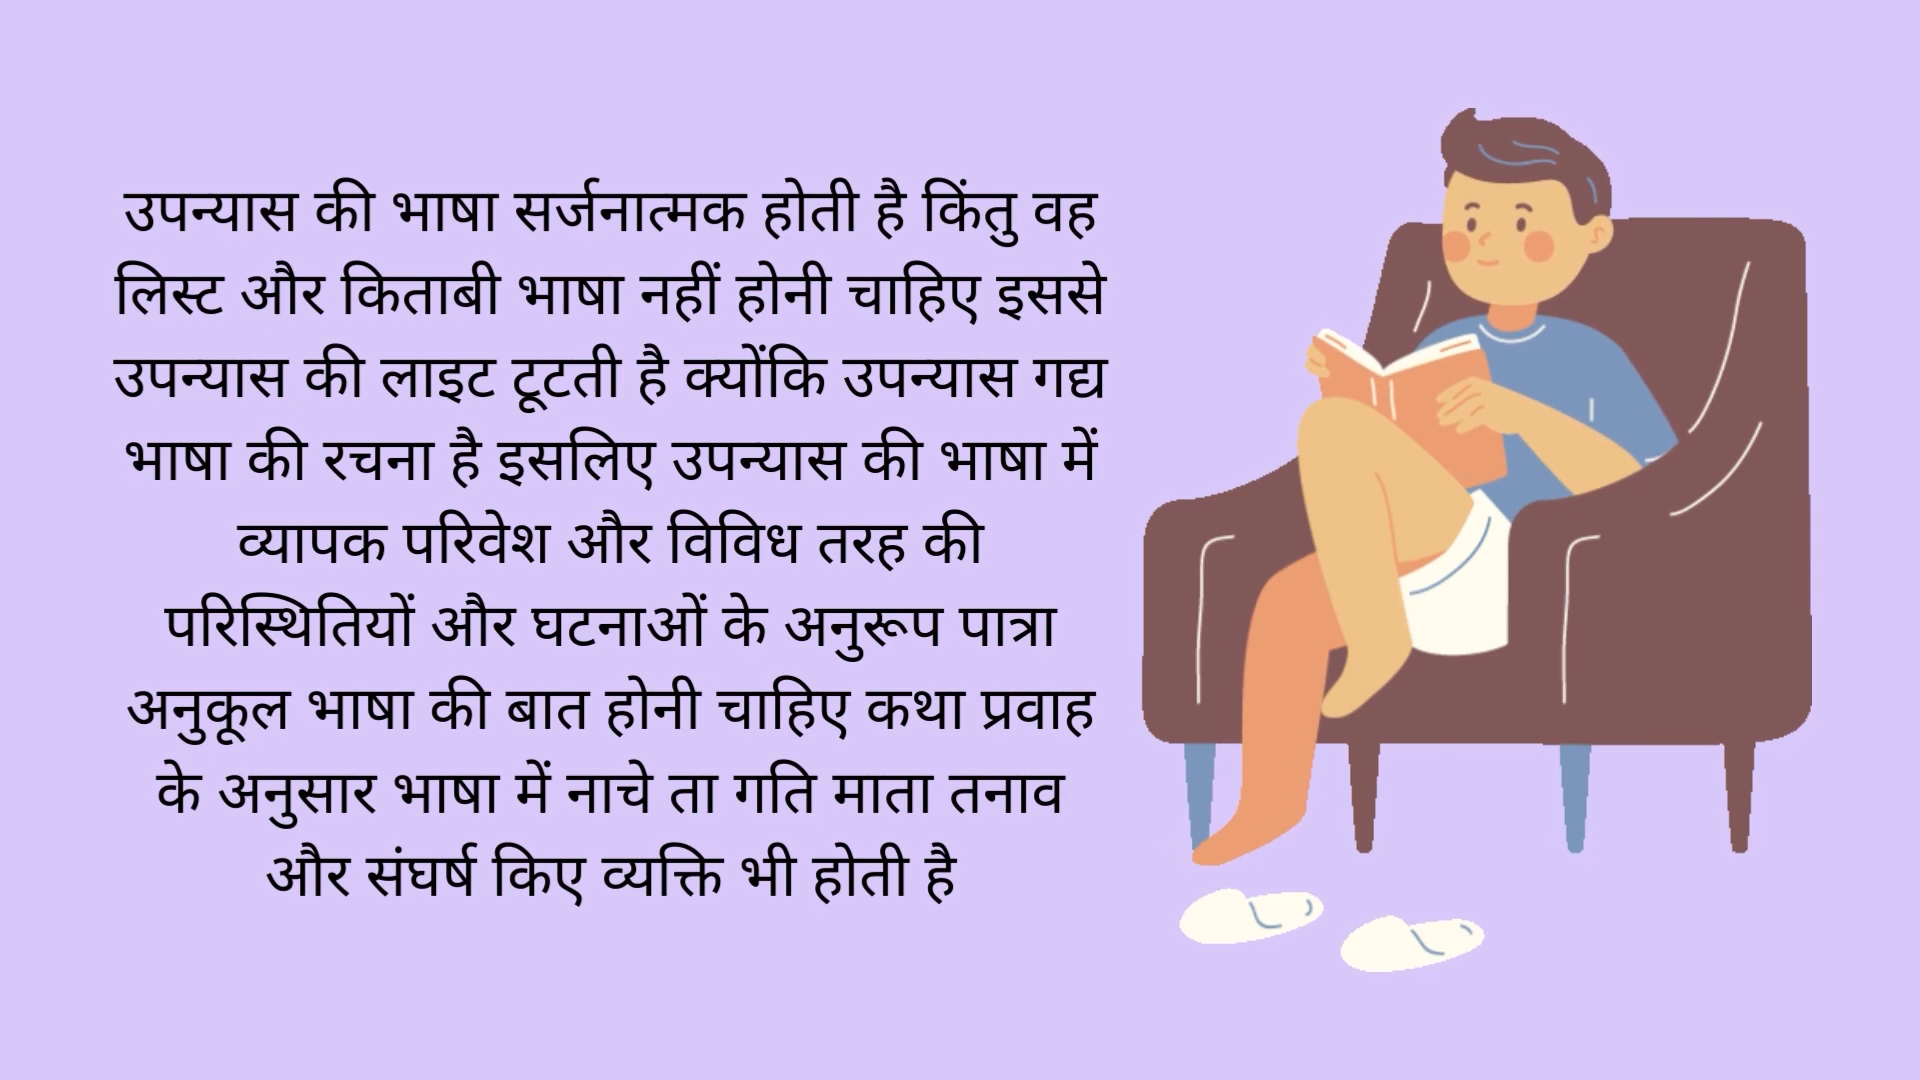 उपन्यास की भाषा सर्जनात्मक होती है किंतु वह
लिस्ट और किताबी भाषा नहीं होनी चाहिए इससे
उपन्यास की लाइट टूटती है क्योंकि उपन्यास गद्य
भाषा की रचना है इसलिए उपन्यास की भाषा में
व्यापक परिवेश और विविध तरह की
परिस्थितियों और घटनाओं के अनुरूप पात्रा
अनुकूल भाषा की बात होनी चाहिए कथा प्रवाह
के अनुसार भाषा में नाचे ता गति माता तनाव
और संघर्ष किए व्यक्ति भी होती है